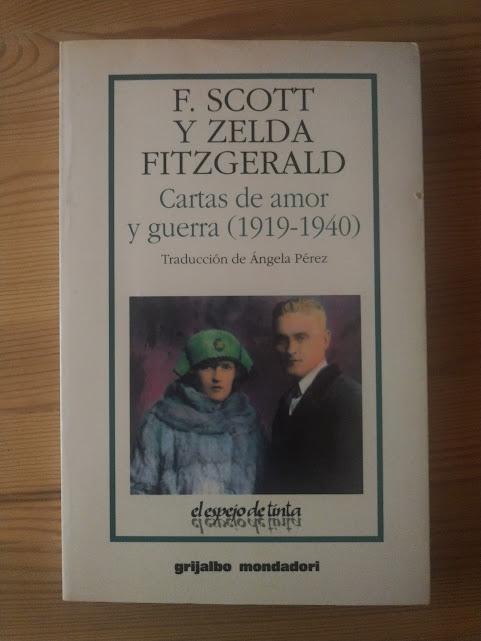 F. SCOTT
Y ZELDA
FITZGERALD
Cartas de amor
y guerra (1919-1940)
Traducción de Ángela Pérez
el espejo de tinta
grijalbo mondadori